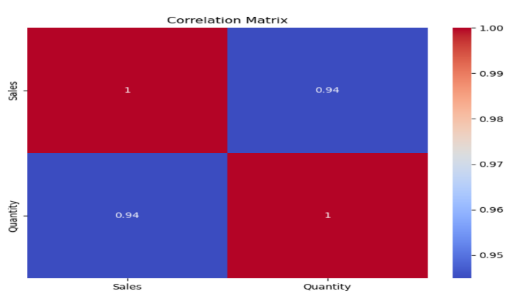 Correlation Matrix
1.00
Sales
1
0.94
0.99
0.98
0.97
Quantity
0.94
1
0.96
0.95
Sales
Quantity